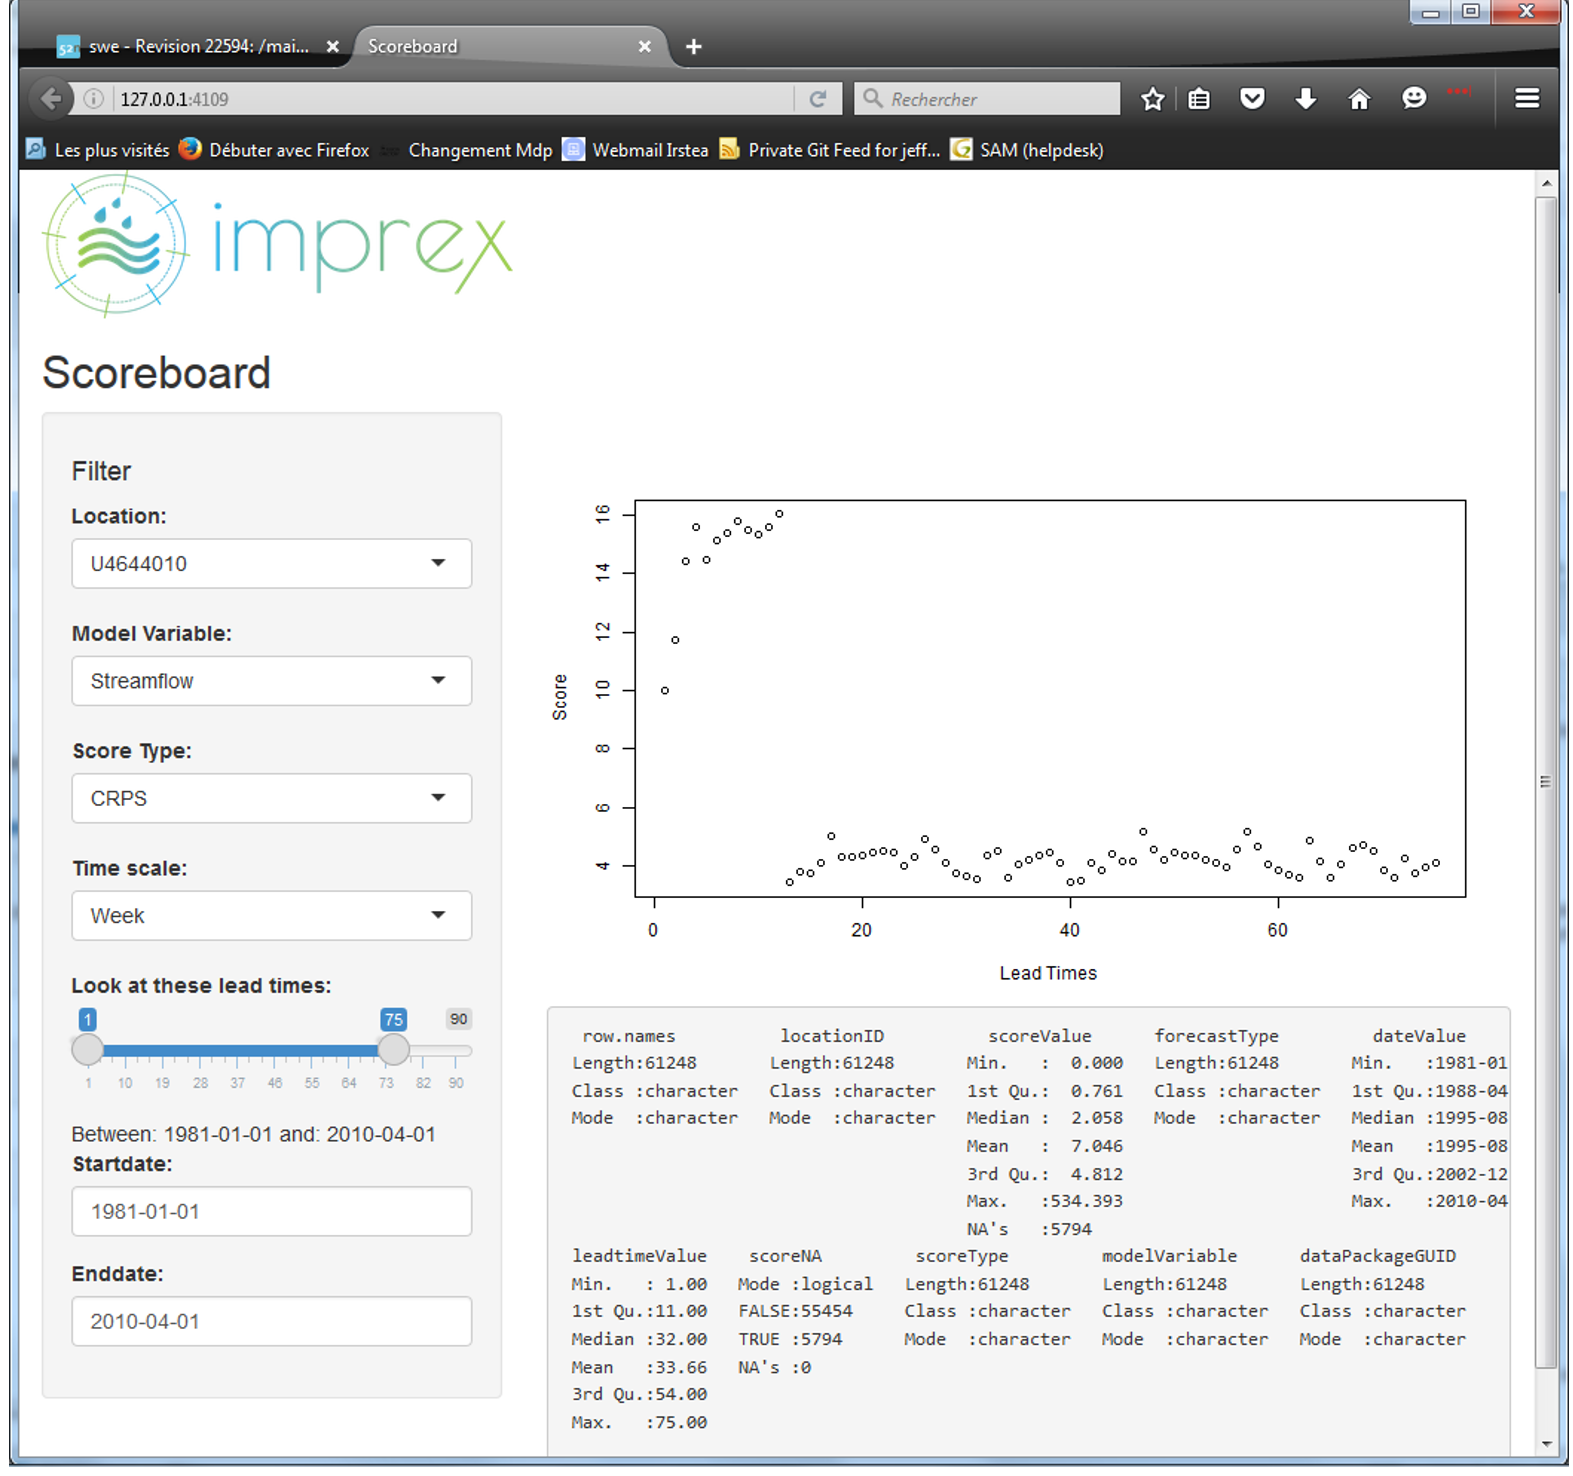 swe - Revision 22594: /mai...
Scoreboard
127.0.0.1:4109
Rechercher
Les plus visités Débuter avec Firefox Changement Mdp Webmail Irstea Private Git Feed for jeff... SAM (helpdesk)
imprex
Scoreboard
Filter
Location:
U4644010
Model Variable:
Streamflow
Score Type:
CRPS
Time scale:
Week
Look at these lead times:
1 75 90
1 10 19 28 37 46 55 64 73 82 90
Between: 1981-01-01 and: 2010-04-01
Startdate:
1981-01-01
Enddate:
2010-04-01
Score
16
14
12
10
8
6
4
0 20 40 60
Lead Times
row.names locationID scoreValue forecastType dateValue
Length:61248 Length:61248 Min. : 0.000 Length:61248 Min. :1981-01
Class :character Class :character 1st Qu.: 0.761 Class :character 1st Qu.:1988-04
Mode :character Mode :character Median : 2.058 Mode :character Median :1995-08
Mean : 7.046 Mean :1995-08
3rd Qu.: 4.812 3rd Qu.:2002-12
Max. :534.393 Max. :2010-04
NA's :5794
leadtimeValue scoreNA scoreType modelVariable dataPackageGUID
Min. : 1.00 Mode :logical Length:61248 Length:61248 Length:61248
1st Qu.:11.00 FALSE:55454 Class :character Class :character Class :character
Median :32.00 TRUE :5794 Mode :character Mode :character Mode :character
Mean :33.66 NA's :0
3rd Qu.:54.00
Max. :75.00